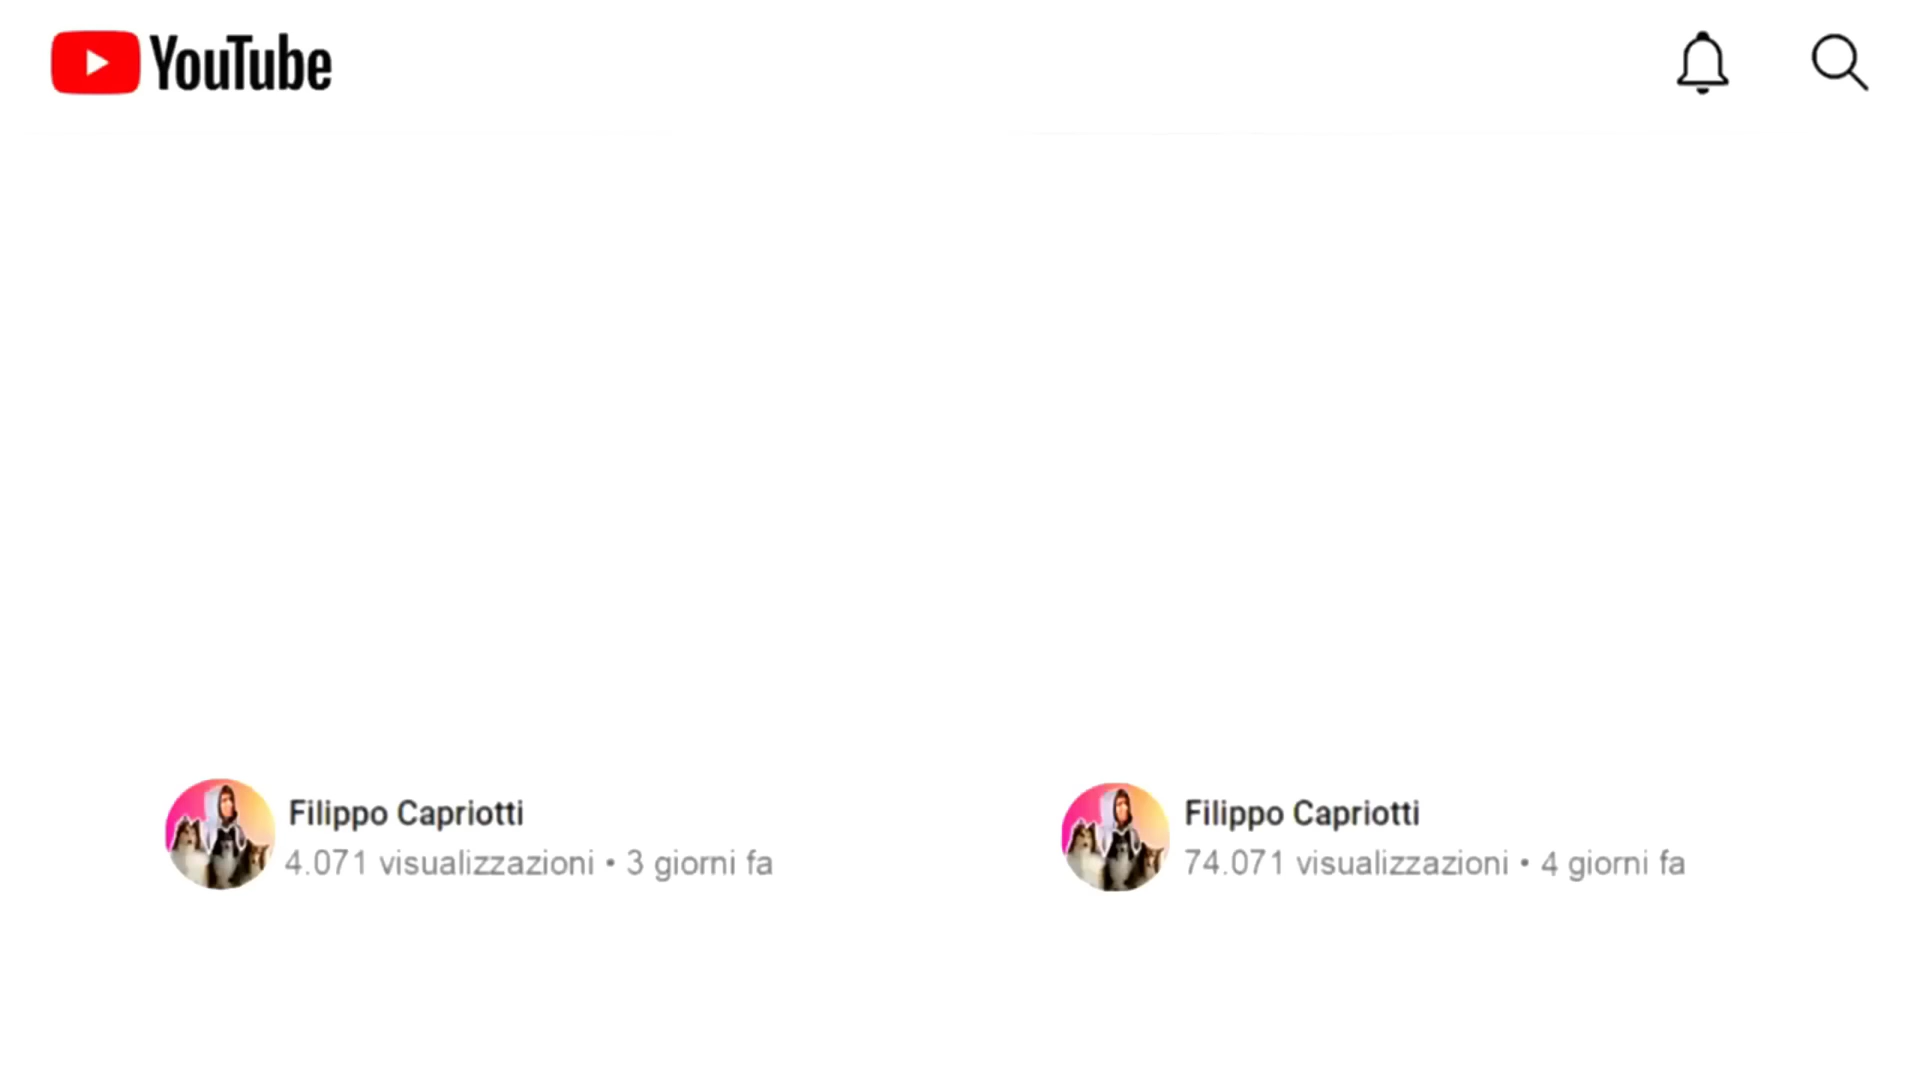 YouTube
Filippo Capriotti
4.071 visualizzazioni • 3 giorni fa
Filippo Capriotti
74.071 visualizzazioni • 4 giorni fa